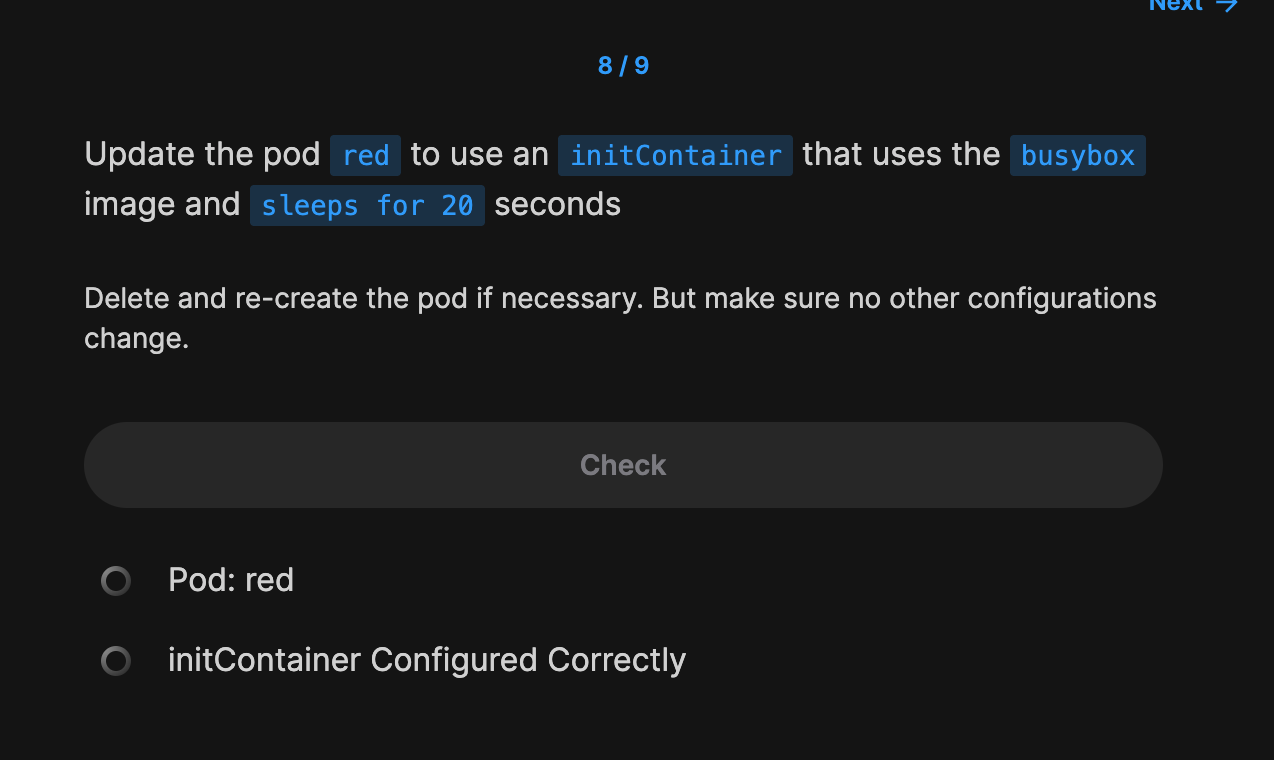 Next →
8 / 9
Update the pod red to use an initContainer that uses the busybox
image and sleeps for 20 seconds
Delete and re-create the pod if necessary. But make sure no other configurations
change.
Check
Pod: red
initContainer Configured Correctly